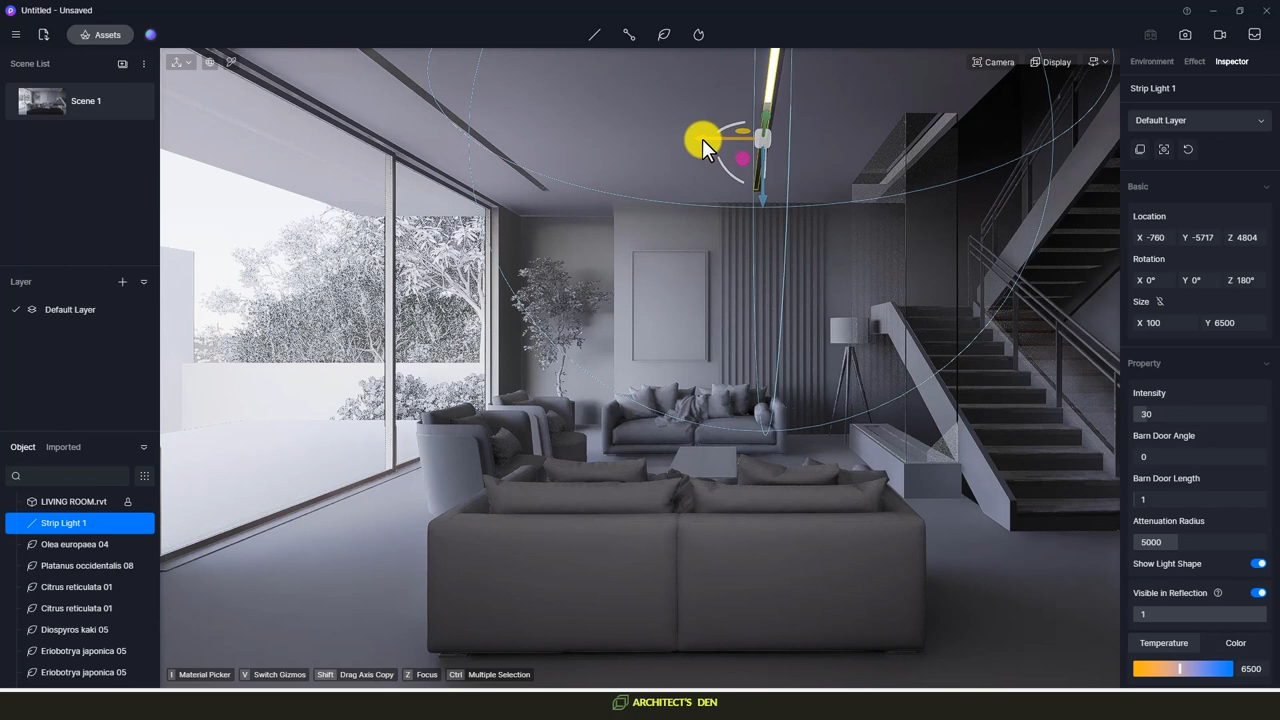 Untitled - Unsaved
Assets
Scene List
Scene 1
Layer
Default Layer
Object
Imported
LIVING ROOM.rvt
Strip Light 1
Olea europaea 04
Platanus occidentalis 08
Citrus reticulata 01
Citrus reticulata 01
Diospyros kaki 05
Eriobotrya japonica 05
Eriobotrya japonica 05
Camera
Display
I Material Picker
V Switch Gizmos
Shift Drag Axis Copy
Z Focus
Ctrl Multiple Selection
Environment
Effect
Inspector
Strip Light 1
Default Layer
Basic
Location
X -760 Y -5717 Z 4804
Rotation
X 0° Y 0° Z 180°
Size
X 100 Y 6500
Property
Intensity
30
Barn Door Angle
0
Barn Door Length
1
Attenuation Radius
5000
Show Light Shape
Visible in Reflection
1
Temperature
Color
6500
ARCHITECT'S DEN